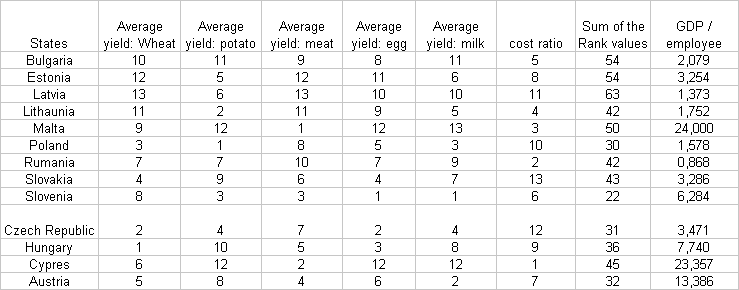 States Average yield: Wheat Average yield: potato Average yield: meat Average yield: egg Average yield: milk cost ratio Sum of the Rank values GDP / employee
Bulgaria 10 11 9 8 11 5 54 2,079
Estonia 12 5 12 11 6 8 54 3,254
Latvia 13 6 13 10 10 11 63 1,373
Lithaunia 11 2 11 9 5 4 42 1,752
Malta 9 12 1 12 13 3 50 24,000
Poland 3 1 8 5 3 10 30 1,578
Rumania 7 7 10 7 9 2 42 0,868
Slovakia 4 9 6 4 7 13 43 3,286
Slovenia 8 3 3 1 1 6 22 6,284
Czech Republic 2 4 7 2 4 12 31 3,471
Hungary 1 10 5 3 8 9 36 7,740
Cypres 6 12 2 12 12 1 45 23,357
Austria 5 8 4 6 2 7 32 13,386